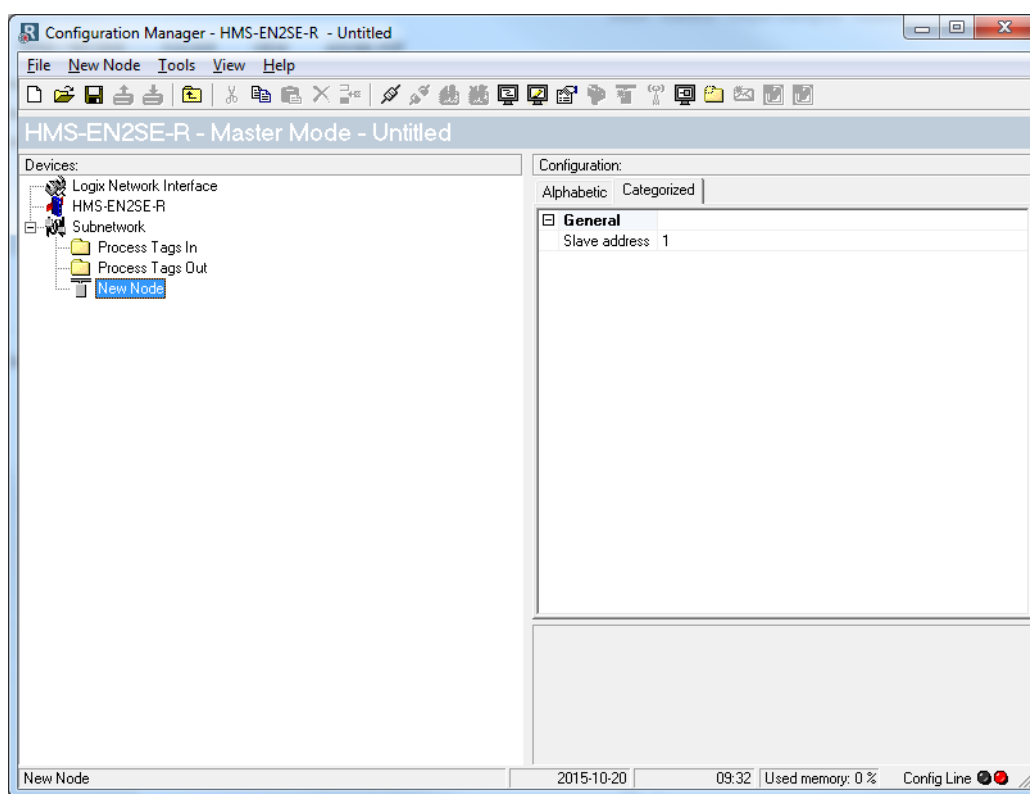 Configuration Manager - HMS-EN2SE-R - Untitled
File New Node Tools View Help
HMS-EN2SE-R - Master Mode - Untitled
Devices:
Configuration:
Logix Network Interface
HMS-EN2SE-R
Subnetwork
Process Tags In
Process Tags Out
New Node
Alphabetic Categorized
General
Slave address 1
New Node 2015-10-20 09:32 Used memory: 0 % Config Line